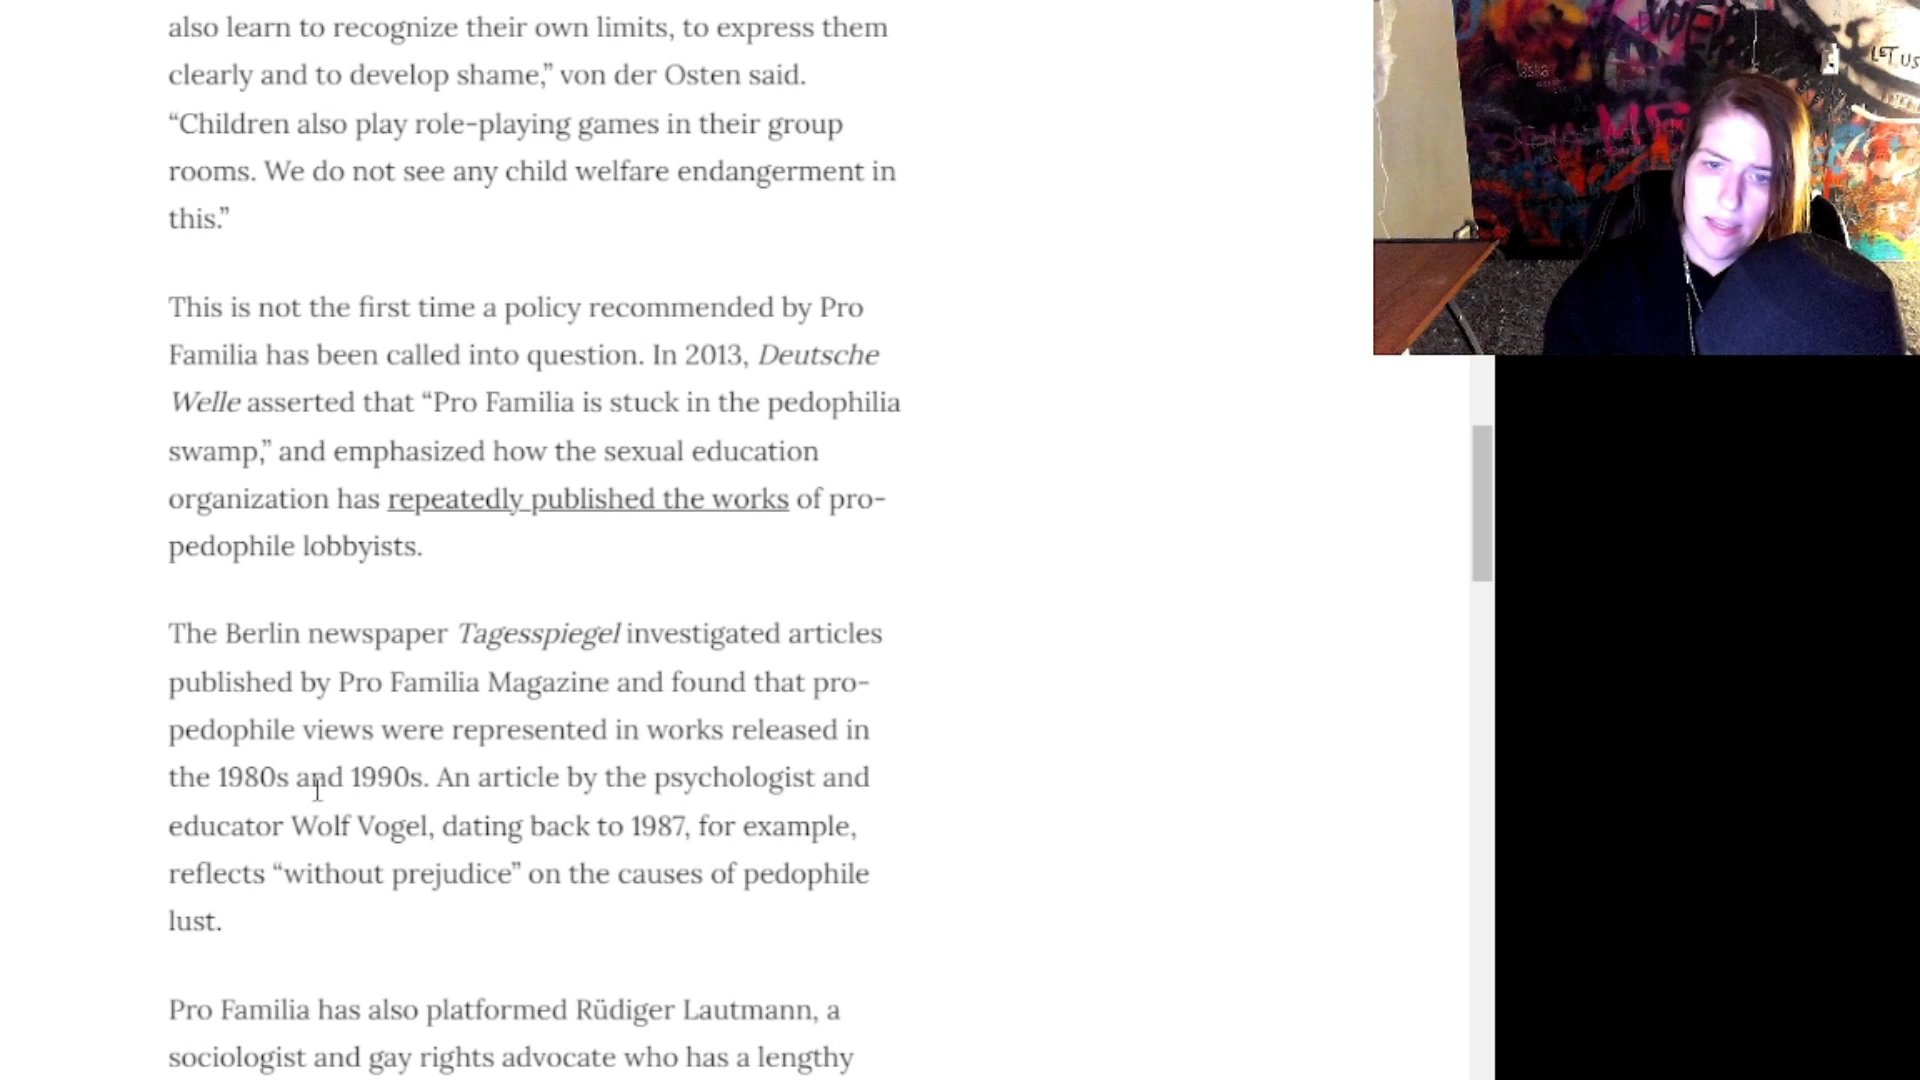 also learn to recognize their own limits, to express them
clearly and to develop shame,” von der Osten said.
“Children also play role-playing games in their group
rooms. We do not see any child welfare endangerment in
this.”
This is not the first time a policy recommended by Pro
Familia has been called into question. In 2013, Deutsche
Welle asserted that “Pro Familia is stuck in the pedophilia
swamp,” and emphasized how the sexual education
organization has repeatedly published the works of pro-
pedophile lobbyists.
The Berlin newspaper Tagesspiegel investigated articles
published by Pro Familia Magazine and found that pro-
pedophile views were represented in works released in
the 1980s and 1990s. An article by the psychologist and
educator Wolf Vogel, dating back to 1987, for example,
reflects “without prejudice” on the causes of pedophile
lust.
Pro Familia has also platformed Rüdiger Lautmann, a
sociologist and gay rights advocate who has a lengthy
LET US